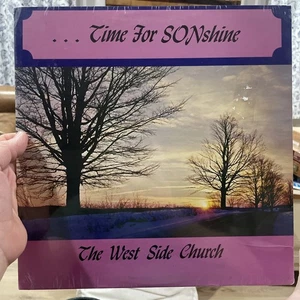 . . . Time For SONshine
The West Side Church